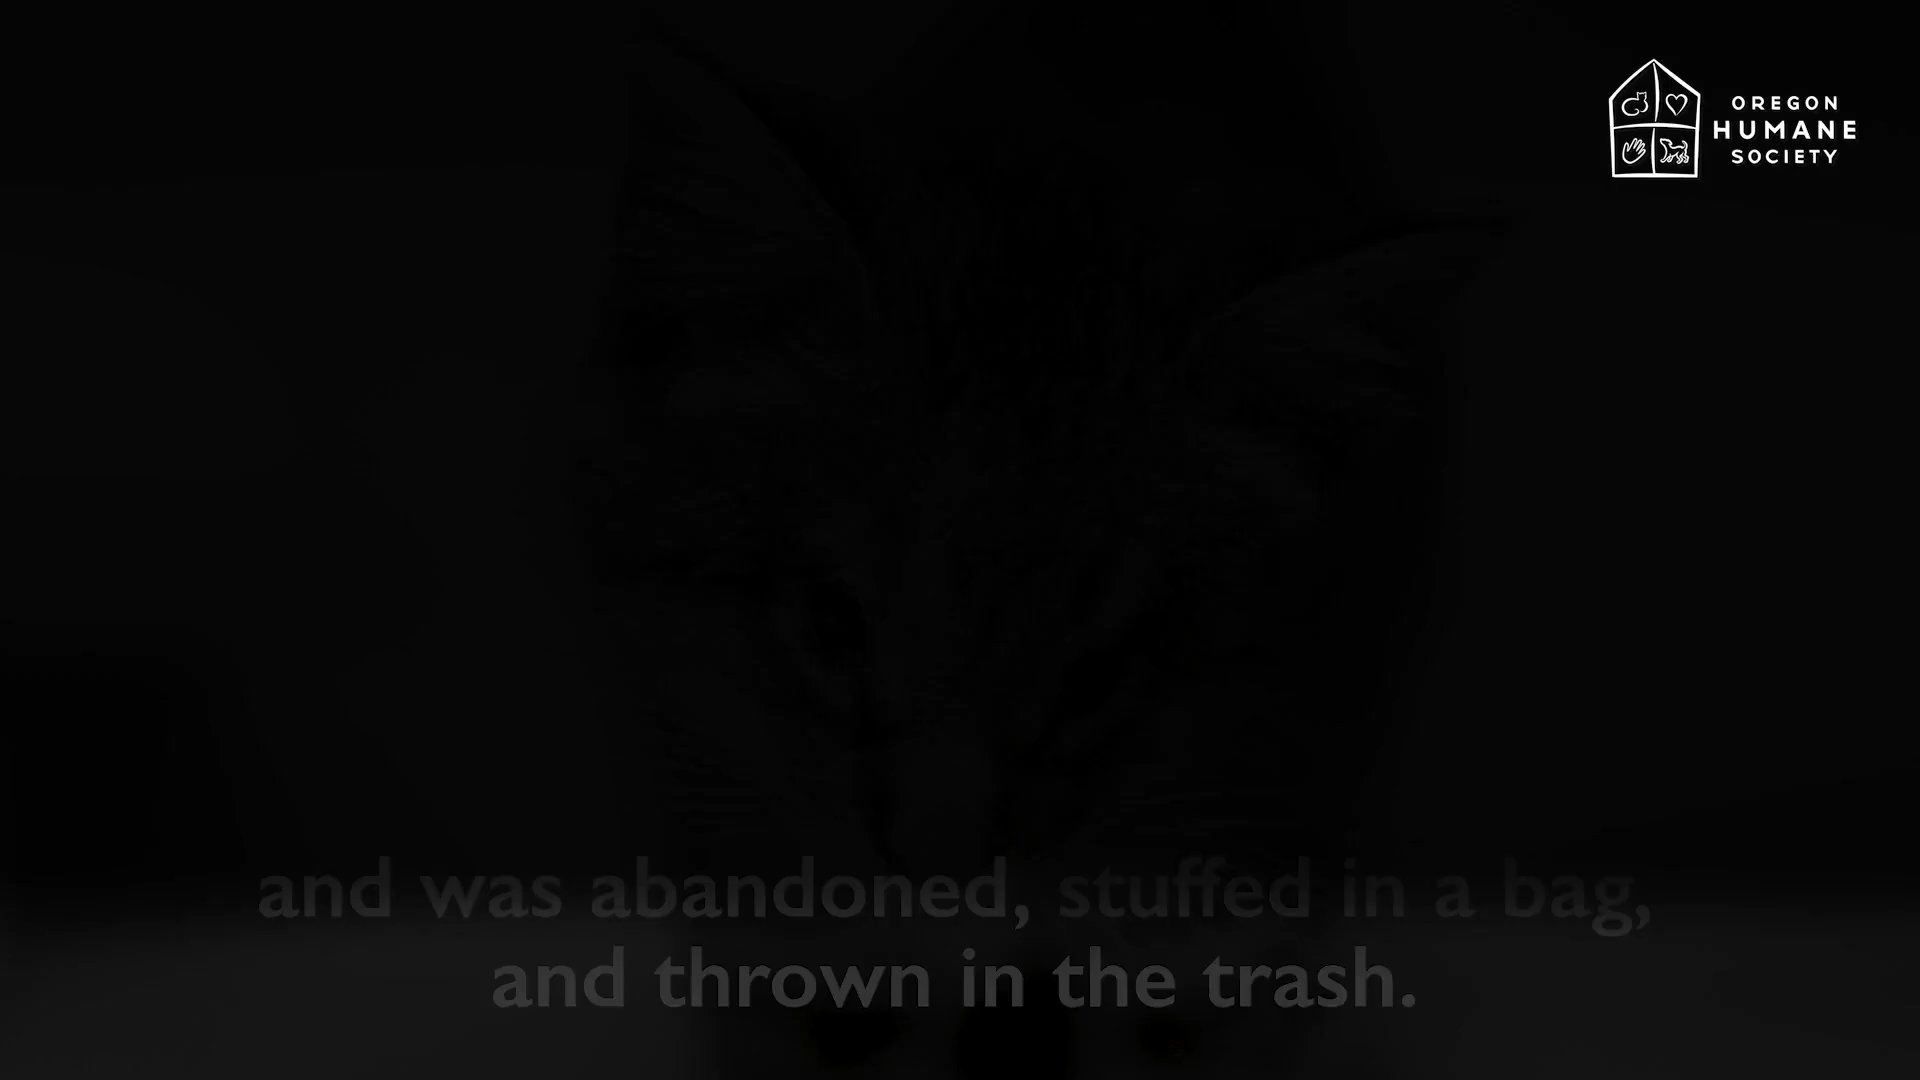 OREGON
HUMANE
SOCIETY
and was abandoned, stuffed in a bag,
and thrown in the trash.